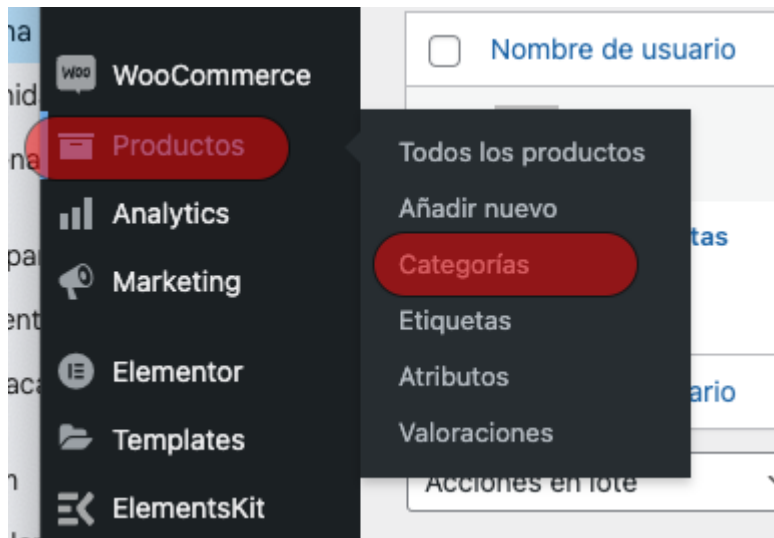 WooCommerce
Productos
Analytics
Marketing
Elementor
Templates
ElementsKit
Nombre de usuario
Todos los productos
Añadir nuevo
Categorías
Etiquetas
Atributos
Valoraciones
Acciones en lote